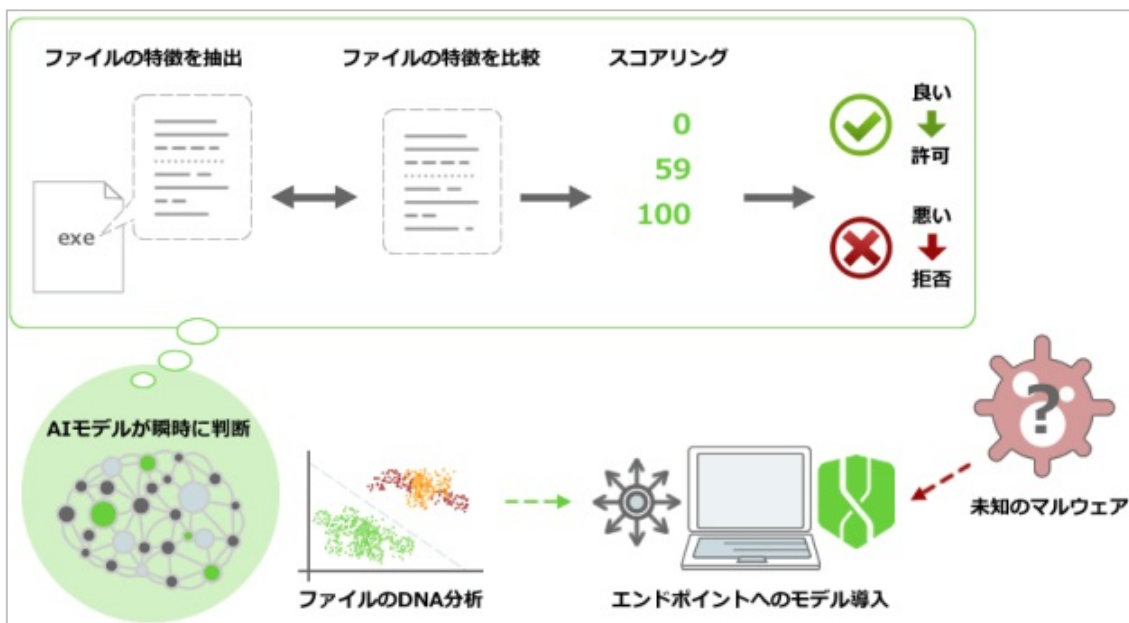 ファイルの特徴を抽出
ファイルの特徴を比較
スコアリング
exe
0
59
100
良い
許可
悪い
拒否
AIモデルが瞬時に判断
?
未知のマルウェア
ファイルのDNA分析
エンドポイントへのモデル導入